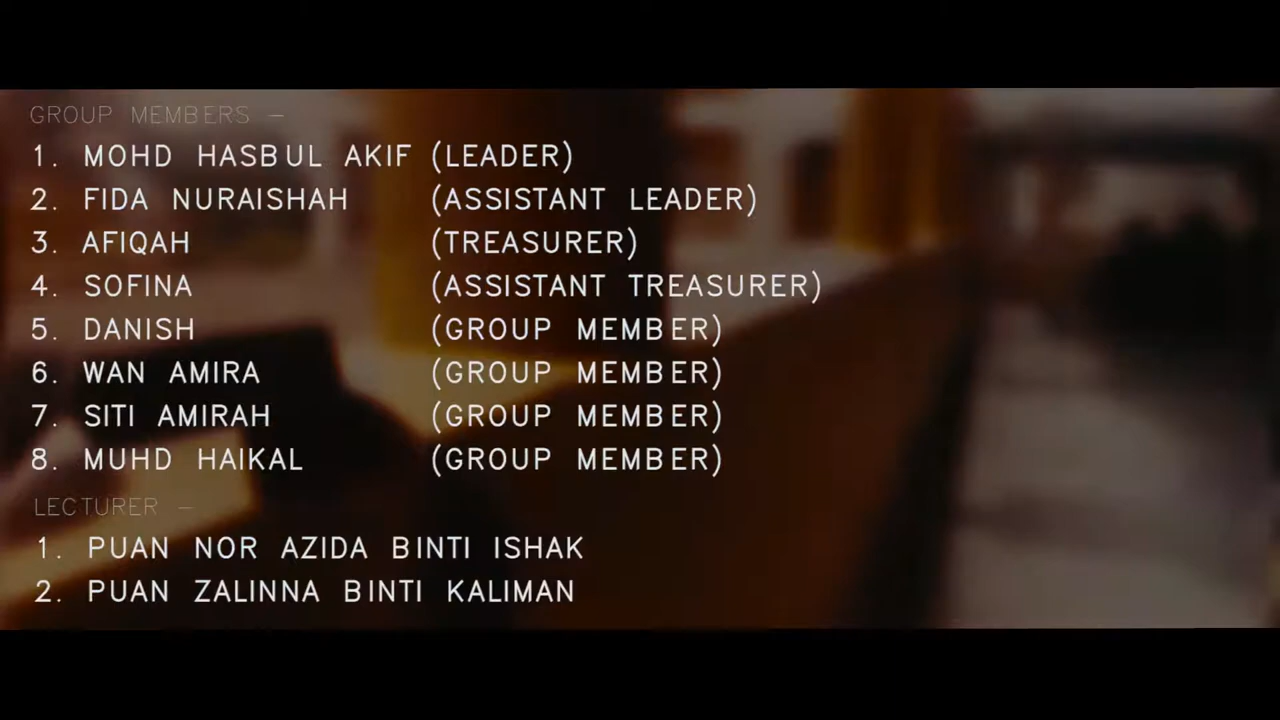 GROUP MEMBERS –
1. MOHD HASBUL AKIF (LEADER)
2. FIDA NURAISHAH (ASSISTANT LEADER)
3. AFIQAH (TREASURER)
4. SOFINA (ASSISTANT TREASURER)
5. DANISH (GROUP MEMBER)
6. WAN AMIRA (GROUP MEMBER)
7. SITI AMIRAH (GROUP MEMBER)
8. MUHD HAIKAL (GROUP MEMBER)
LECTURER –
1. PUAN NOR AZIDA BINTI ISHAK
2. PUAN ZALINNA BINTI KALIMAN